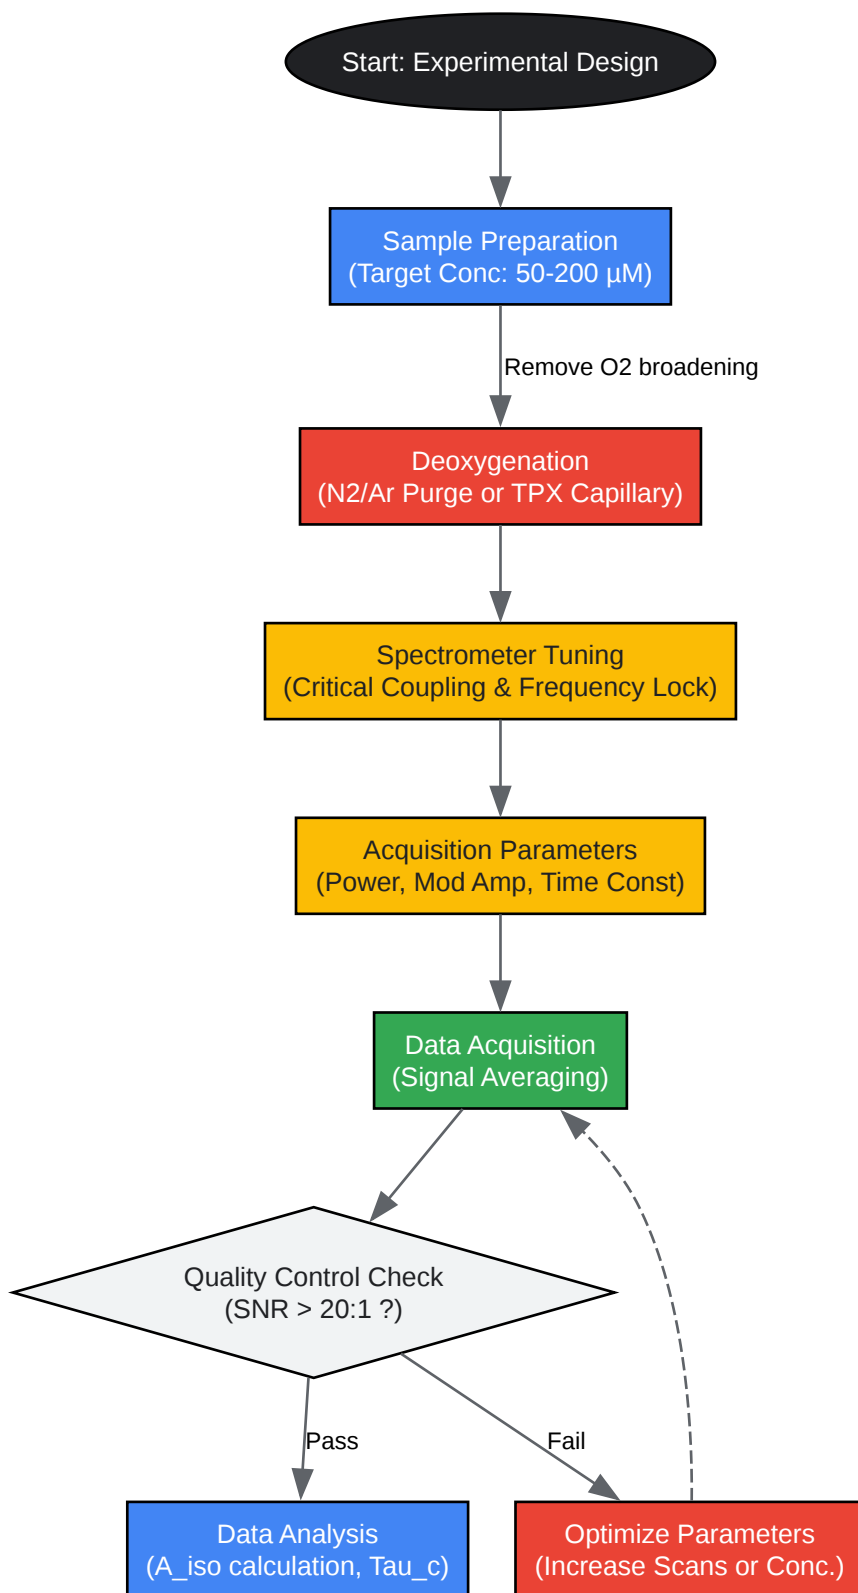 Start: Experimental Design
Sample Preparation
(Target Conc: 50-200 µM)
Remove O2 broadening
Deoxygenation
(N2/Ar Purge or TPX Capillary)
Spectrometer Tuning
(Critical Coupling & Frequency Lock)
Acquisition Parameters
(Power, Mod Amp, Time Const)
Data Acquisition
(Signal Averaging)
Quality Control Check
(SNR > 20:1 ?)
Pass
Fail
Data Analysis
(A_iso calculation, Tau_c)
Optimize Parameters
(Increase Scans or Conc.)